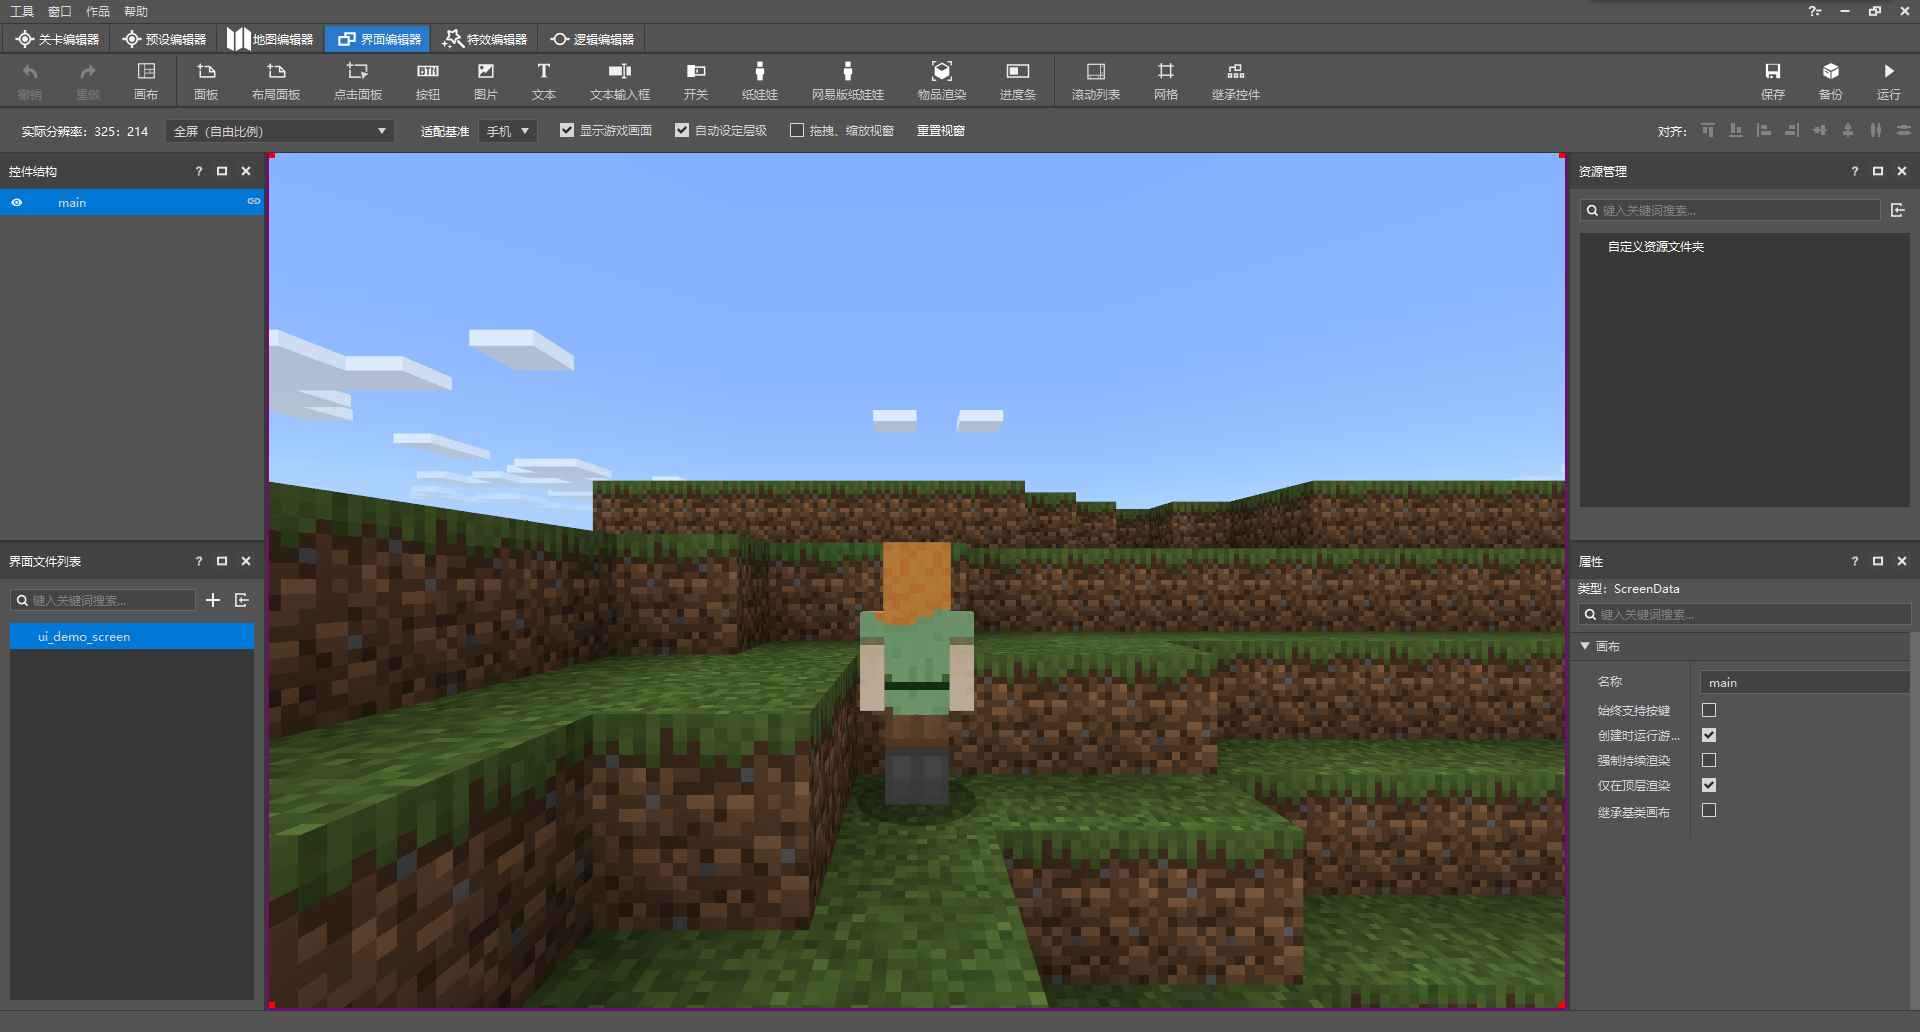 工具 窗口 作品 帮助
关卡编辑器 预设编辑器 地图编辑器 界面编辑器 特效编辑器 逻辑编辑器
撤销 重做 画布 面板 布局面板 点击面板 BTN 按钮 图片 T 文本 文本输入框 开关 纸娃娃 网易版纸娃娃 物品渲染 进度条 滚动列表 网格 继承控件 保存 备份 运行
实际分辨率：325：214 全屏（自由比例） 适配基准 手机 显示游戏画面 自动设定层级 拖拽、缩放视窗 重置视窗 对齐：
控件结构 ?
main
界面文件列表 ?
键入关键词搜索...
ui_demo_screen
资源管理 ?
键入关键词搜索...
自定义资源文件夹
属性 ?
类型：ScreenData
键入关键词搜索...
画布
名称 main
始终支持按键
创建时运行游...
强制持续渲染
仅在顶层渲染
继承基类画布